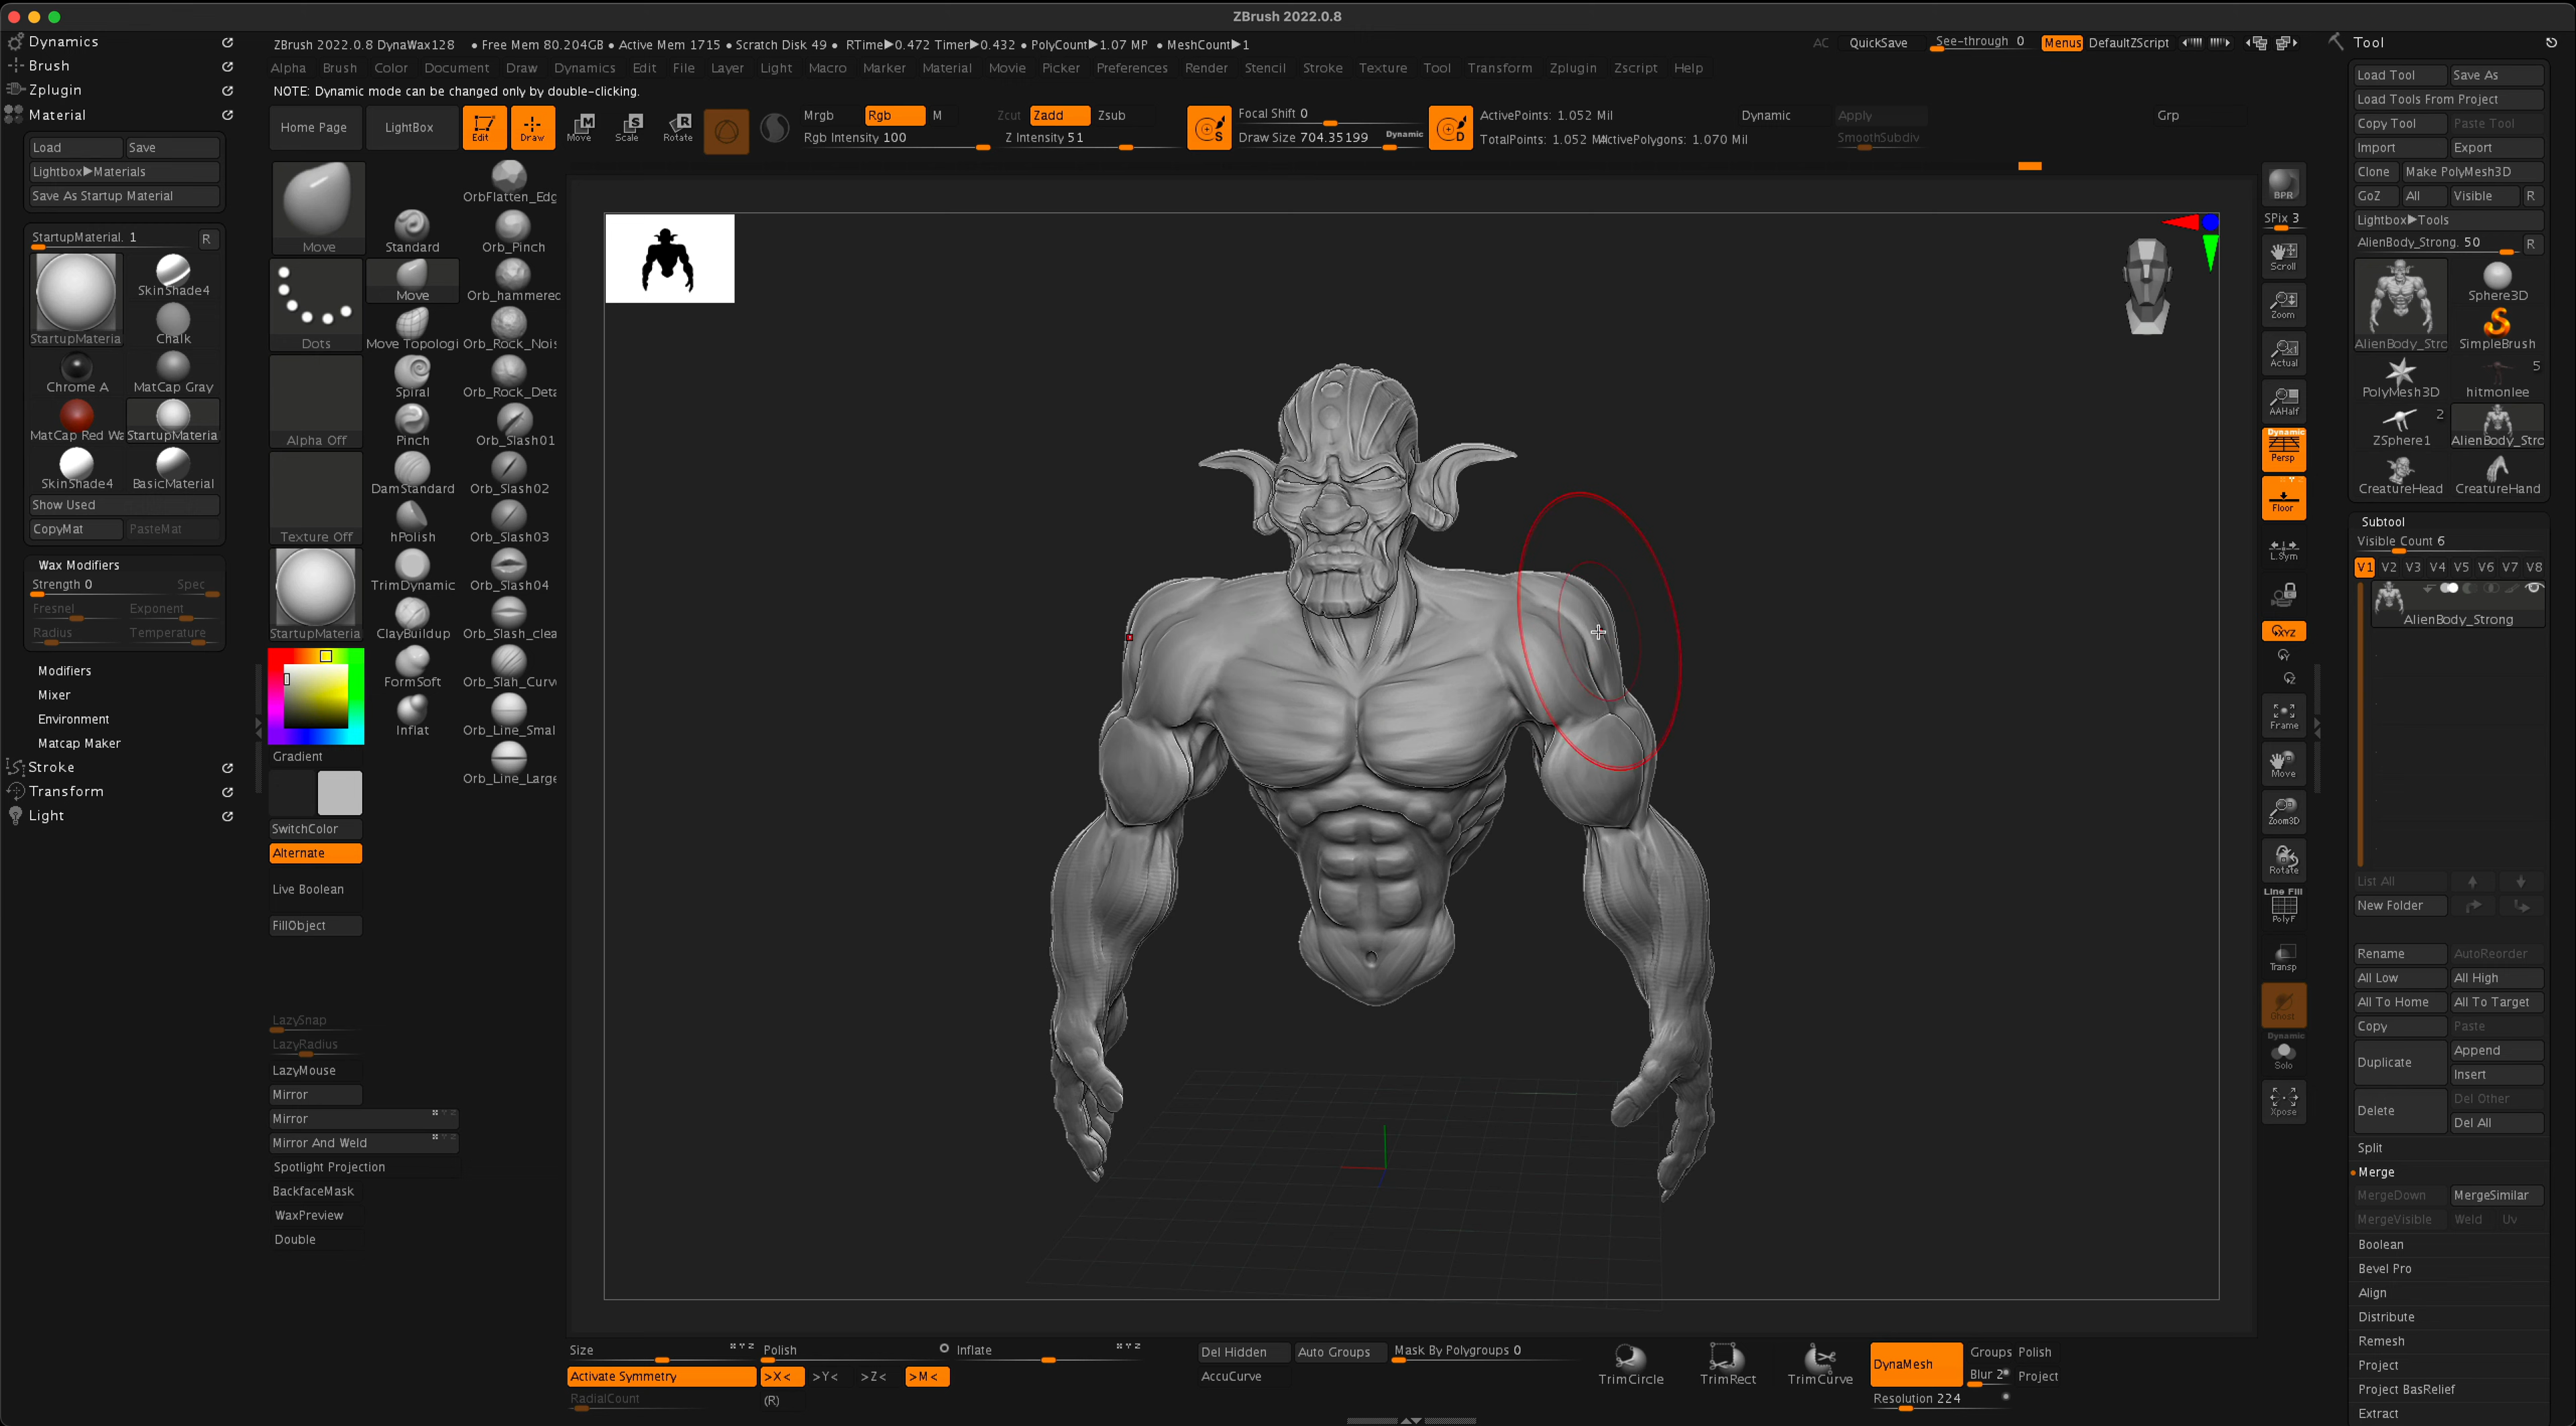 ZBrush 2022.0.8
Dynamics
Brush
Zplugin
Material
Load Save
Lightbox▶Materials
Save As Startup Material
StartupMaterial. 1 R
SkinShade4
StartupMateria Chalk
Chrome A MatCap Gray
MatCap Red Wa StartupMateria
SkinShade4 BasicMaterial
Show Used
CopyMat PasteMat
Wax Modifiers
Strength 0 Spec
Fresnel Exponent
Radius Temperature
Modifiers
Mixer
Environment
Matcap Maker
Stroke
Transform
Light
ZBrush 2022.0.8 DynaWax128 • Free Mem 80.204GB • Active Mem 1715 • Scratch Disk 49 • RTime▶0.472 Timer▶0.432 • PolyCount▶1.07 MP • MeshCount▶1
AC QuickSave See-through 0 Menus DefaultZScript
Alpha Brush Color Document Draw Dynamics Edit File Layer Light Macro Marker Material Movie Picker Preferences Render Stencil Stroke Texture Tool Transform Zplugin Zscript Help
NOTE: Dynamic mode can be changed only by double-clicking.
Home Page LightBox Edit Draw Move Scale Rotate
Mrgb Rgb M Zcut Zadd Zsub
Rgb Intensity 100 Z Intensity 51
Focal Shift 0
Draw Size 704.35199 Dynamic
ActivePoints: 1.052 Mil Dynamic Apply Grp
ActivePolygons: 1.070 Mil SmoothSubdiv
Move
Dots
Alpha Off
Texture Off
StartupMateria
Gradient
SwitchColor
Alternate
Live Boolean
FillObject
LazySnap
LazyRadius
LazyMouse
Mirror
Mirror
Mirror And Weld
Spotlight Projection
BackfaceMask
WaxPreview
Double
Standard
Move
Move Topologi
Spiral
Pinch
DamStandard
hPolish
TrimDynamic
ClayBuildup
FormSoft
Inflat
OrbFlatten_Edg
Orb_Pinch
Orb_hammered
Orb_Rock_Nois
Orb_Rock_Deta
Orb_Slash01
Orb_Slash02
Orb_Slash03
Orb_Slash04
Orb_Slash_clea
Orb_Slah_Curv
Orb_Line_Smal
Orb_Line_Large
BPR
SPix 3
Scroll
Zoom
Actual
AAHalf
Dynamic
Persp
Floor
L.Sym
XYZ
Frame
Move
Zoom3D
Rotate
Line Fill
PolyF
Transp
Ghost
Dynamic
Solo
Xpose
Tool
Load Tool Save As
Load Tools From Project
Copy Tool Paste Tool
Import Export
Clone Make PolyMesh3D
GoZ All Visible R
Lightbox▶Tools
AlienBody_Strong. 50 R
Sphere3D
AlienBody_Stro SimpleBrush
5
PolyMesh3D hitmonlee
2
ZSphere1 AlienBody_Stro
CreatureHead CreatureHand
Subtool
Visible Count 6
V1 V2 V3 V4 V5 V6 V7 V8
AlienBody_Strong
List All
New Folder
Rename AutoReorder
All Low All High
All To Home All To Target
Copy Paste
Duplicate Append
Insert
Delete Del Other
Del All
Split
Merge
MergeDown MergeSimilar
MergeVisible Weld Uv
Boolean
Bevel Pro
Align
Distribute
Remesh
Project
Project BasRelief
Extract
Size Polish Inflate
Activate Symmetry >X< >Y< >Z< >M<
RadialCount (R)
Del Hidden Auto Groups Mask By Polygroups 0
AccuCurve
TrimCircle TrimRect TrimCurve
DynaMesh Groups Polish
Blur 2 Project
Resolution 224